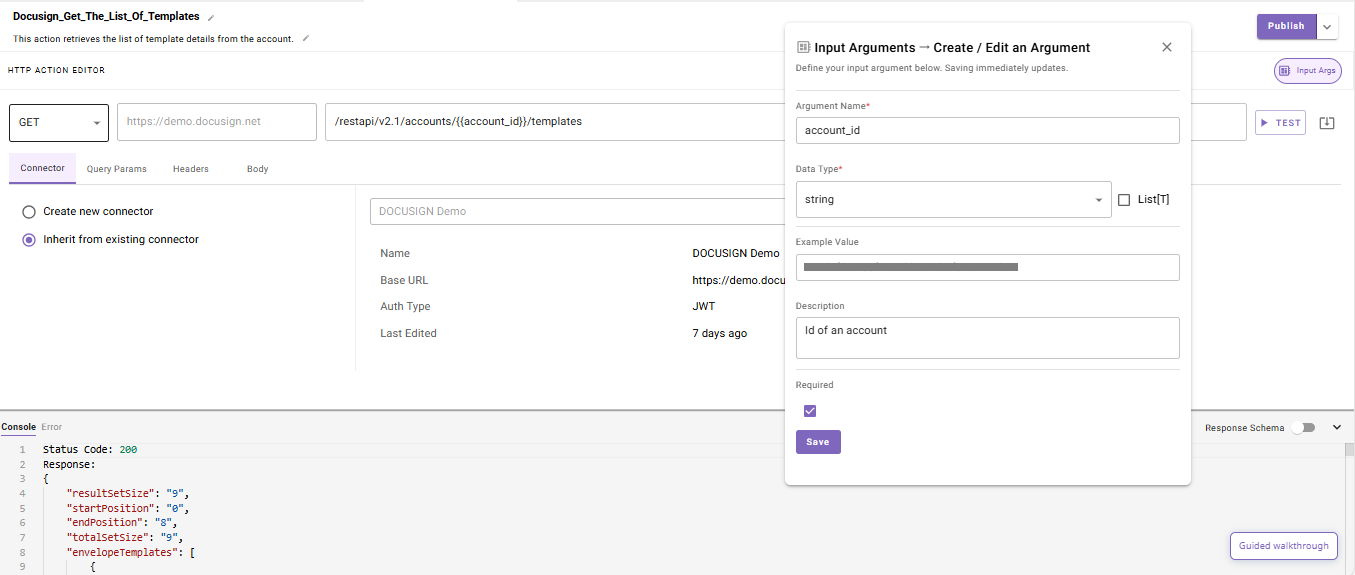 Docusign_Get_The_List_Of_Templates
This action retrieves the list of template details from the account.
Publish
HTTP ACTION EDITOR
Input Args
GET
https://demo.docusign.net
/restapi/v2.1/accounts/{{account_id}}/templates
TEST
Connector
Query Params
Headers
Body
Create new connector
Inherit from existing connector
DOCUSIGN Demo
Name
DOCUSIGN Demo
Base URL
https://demo.docu
Auth Type
JWT
Last Edited
7 days ago
Input Arguments → Create / Edit an Argument
Define your input argument below. Saving immediately updates.
Argument Name*
account_id
Data Type*
string
List[T]
Example Value
Description
Id of an account
Required
Save
Console
Error
Response Schema
1 Status Code: 200
2 Response:
3 {
4 "resultSetSize": "9",
5 "startPosition": "0",
6 "endPosition": "8",
7 "totalSetSize": "9",
8 "envelopeTemplates": [
9 {
Guided walkthrough